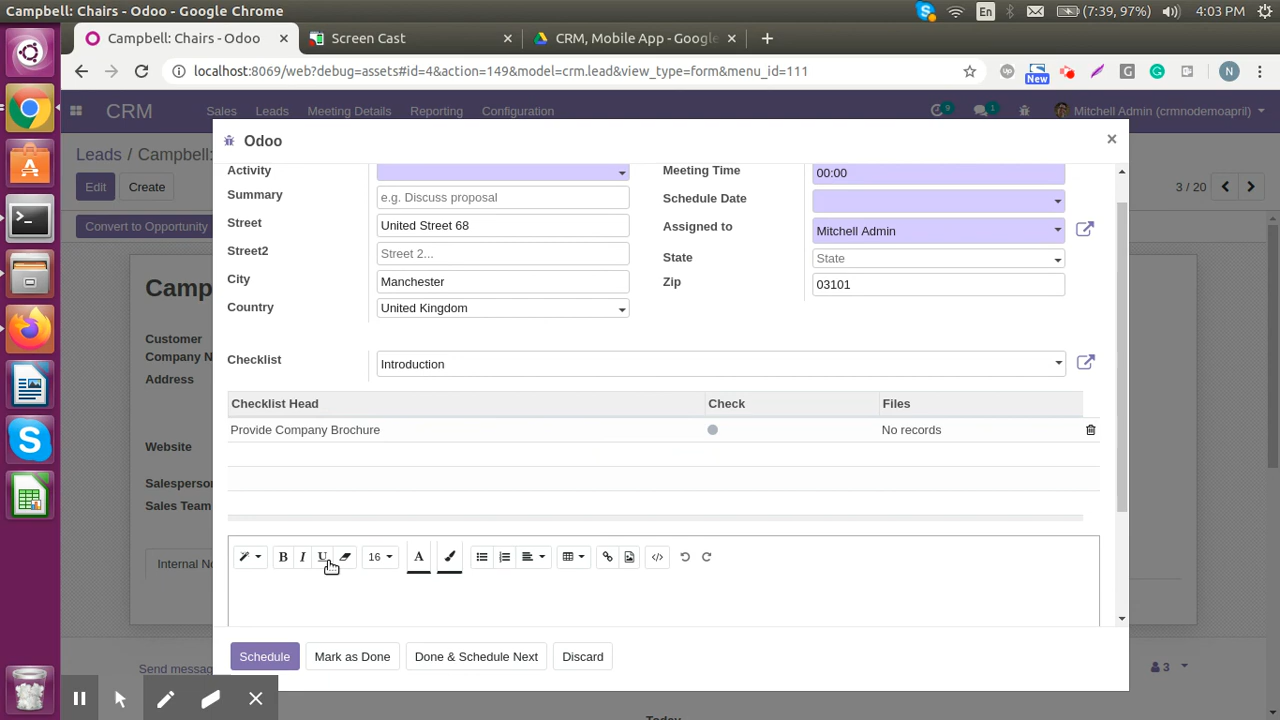 Campbell: Chairs - Odoo - Google Chrome
En
(7:39, 97%)
4:03 PM
Campbell: Chairs - Odoo
Screen Cast
CRM, Mobile App - Google
localhost:8069/web?debug=assets#id=4&action=149&model=crm.lead&view_type=form&menu_id=111
New
N
CRM
Sales
Leads
Meeting Details
Reporting
Configuration
9
1
Mitchell Admin (crmnodemoapril)
Leads / Campbell:
Edit
Create
3 / 20
Convert to Opportunity
Camp
Customer
Company N
Address
Website
Salesperson
Sales Team
Internal No
Send message
3
Today
Odoo
×
Activity
Meeting Time
00:00
Summary
e.g. Discuss proposal
Schedule Date
Street
United Street 68
Assigned to
Mitchell Admin
Street2
Street 2...
State
State
City
Manchester
Zip
03101
Country
United Kingdom
Checklist
Introduction
Checklist Head
Check
Files
Provide Company Brochure
No records
B
I
U
16
A
</>
Schedule
Mark as Done
Done & Schedule Next
Discard